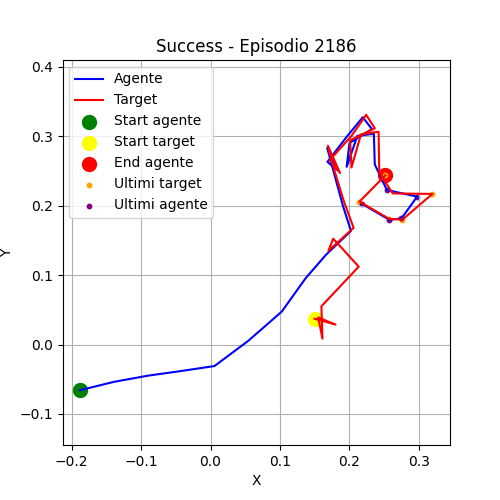 Success - Episodio 2186
Agente
Target
Start agente
Start target
End agente
Ultimi target
Ultimi agente
0.4
0.3
0.2
0.1
0.0
−0.1
Y
−0.2
−0.1
0.0
0.1
0.2
0.3
X